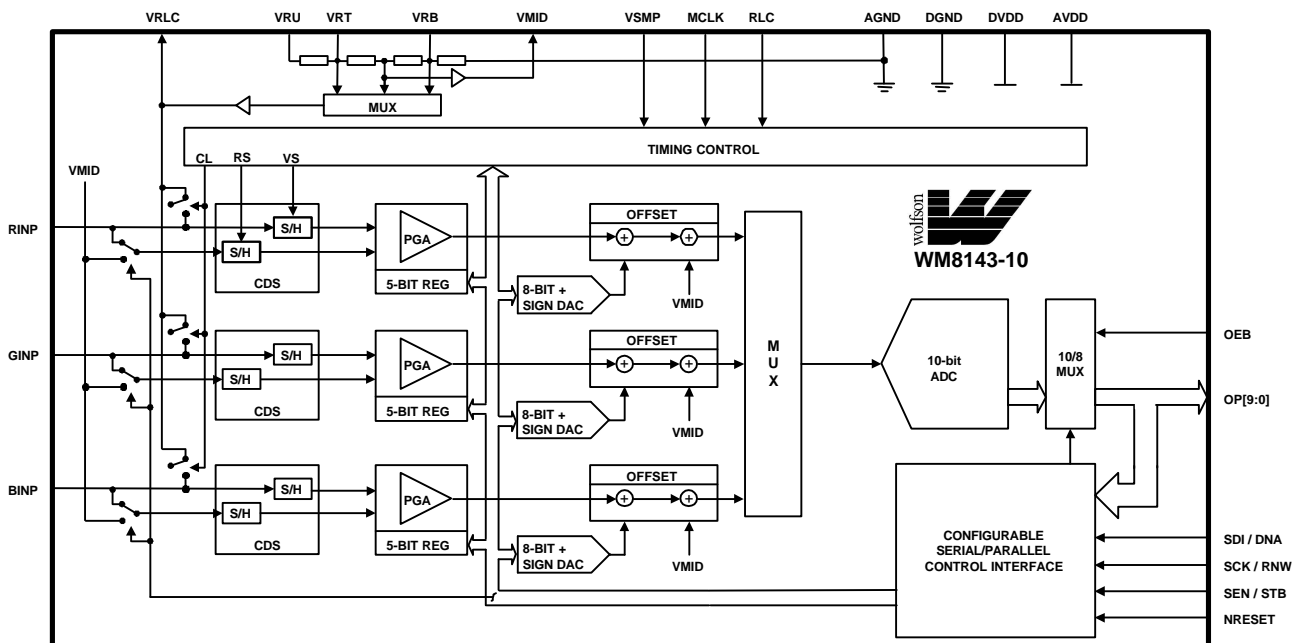 VRLC VRU VRT VRB VMID VSMP MCLK RLC AGND DGND DVDD AVDD
MUX
TIMING CONTROL
CL RS VS
VMID
wolfson
WM8143-10
RINP
S/H
S/H
CDS
PGA
5-BIT REG
OFFSET
+ +
8-BIT +
SIGN DAC
VMID
GINP
S/H
S/H
CDS
PGA
5-BIT REG
OFFSET
+ +
8-BIT +
SIGN DAC
VMID
BINP
S/H
S/H
CDS
PGA
5-BIT REG
OFFSET
+ +
8-BIT +
SIGN DAC
VMID
M
U
X
10-bit
ADC
10/8
MUX
OEB
OP[9:0]
CONFIGURABLE
SERIAL/PARALLEL
CONTROL INTERFACE
SDI / DNA
SCK / RNW
SEN / STB
NRESET